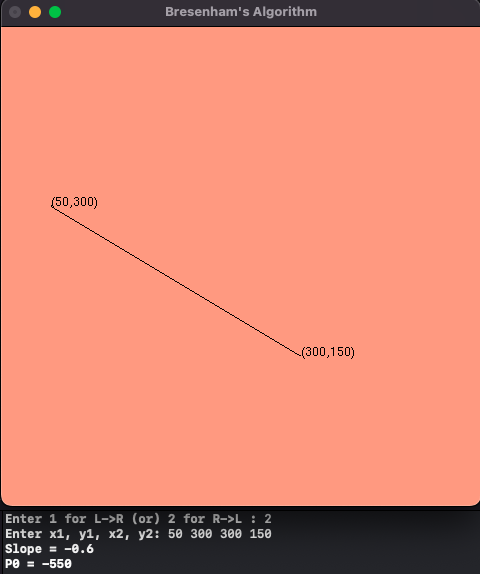 Bresenham's Algorithm
(50,300)
(300,150)
Enter 1 for L->R (or) 2 for R->L : 2
Enter x1, y1, x2, y2: 50 300 300 150
Slope = -0.6
P0 = -550